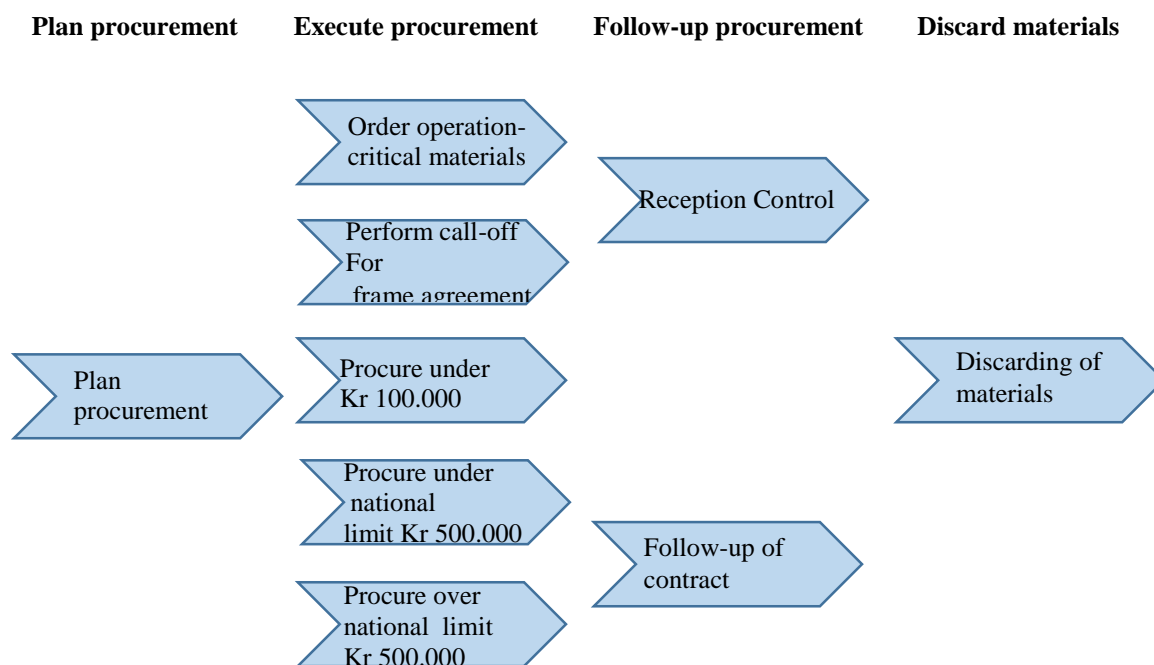 Plan procurement
Execute procurement
Follow-up procurement
Discard materials
Plan
procurement
Order operation-
critical materials
Perform call-off
For
frame agreement
Procure under
Kr 100.000
Procure under
national
limit Kr 500.000
Procure over
national limit
Kr 500.000
Reception Control
Follow-up of
contract
Discarding of
materials